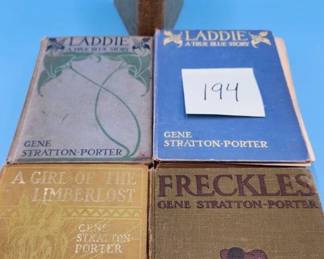 LADDIE
A TRUE BLUE STORY
GENE
STRATTON-PORTER
LADDIE
A TRUE BLUE STORY
194
GENE
STRATTON-PORTER
A GIRL OF THE
LIMBERLOST
GENE
STRATTON-
PORTER
FRECKLES
GENE STRATTON-PORTER